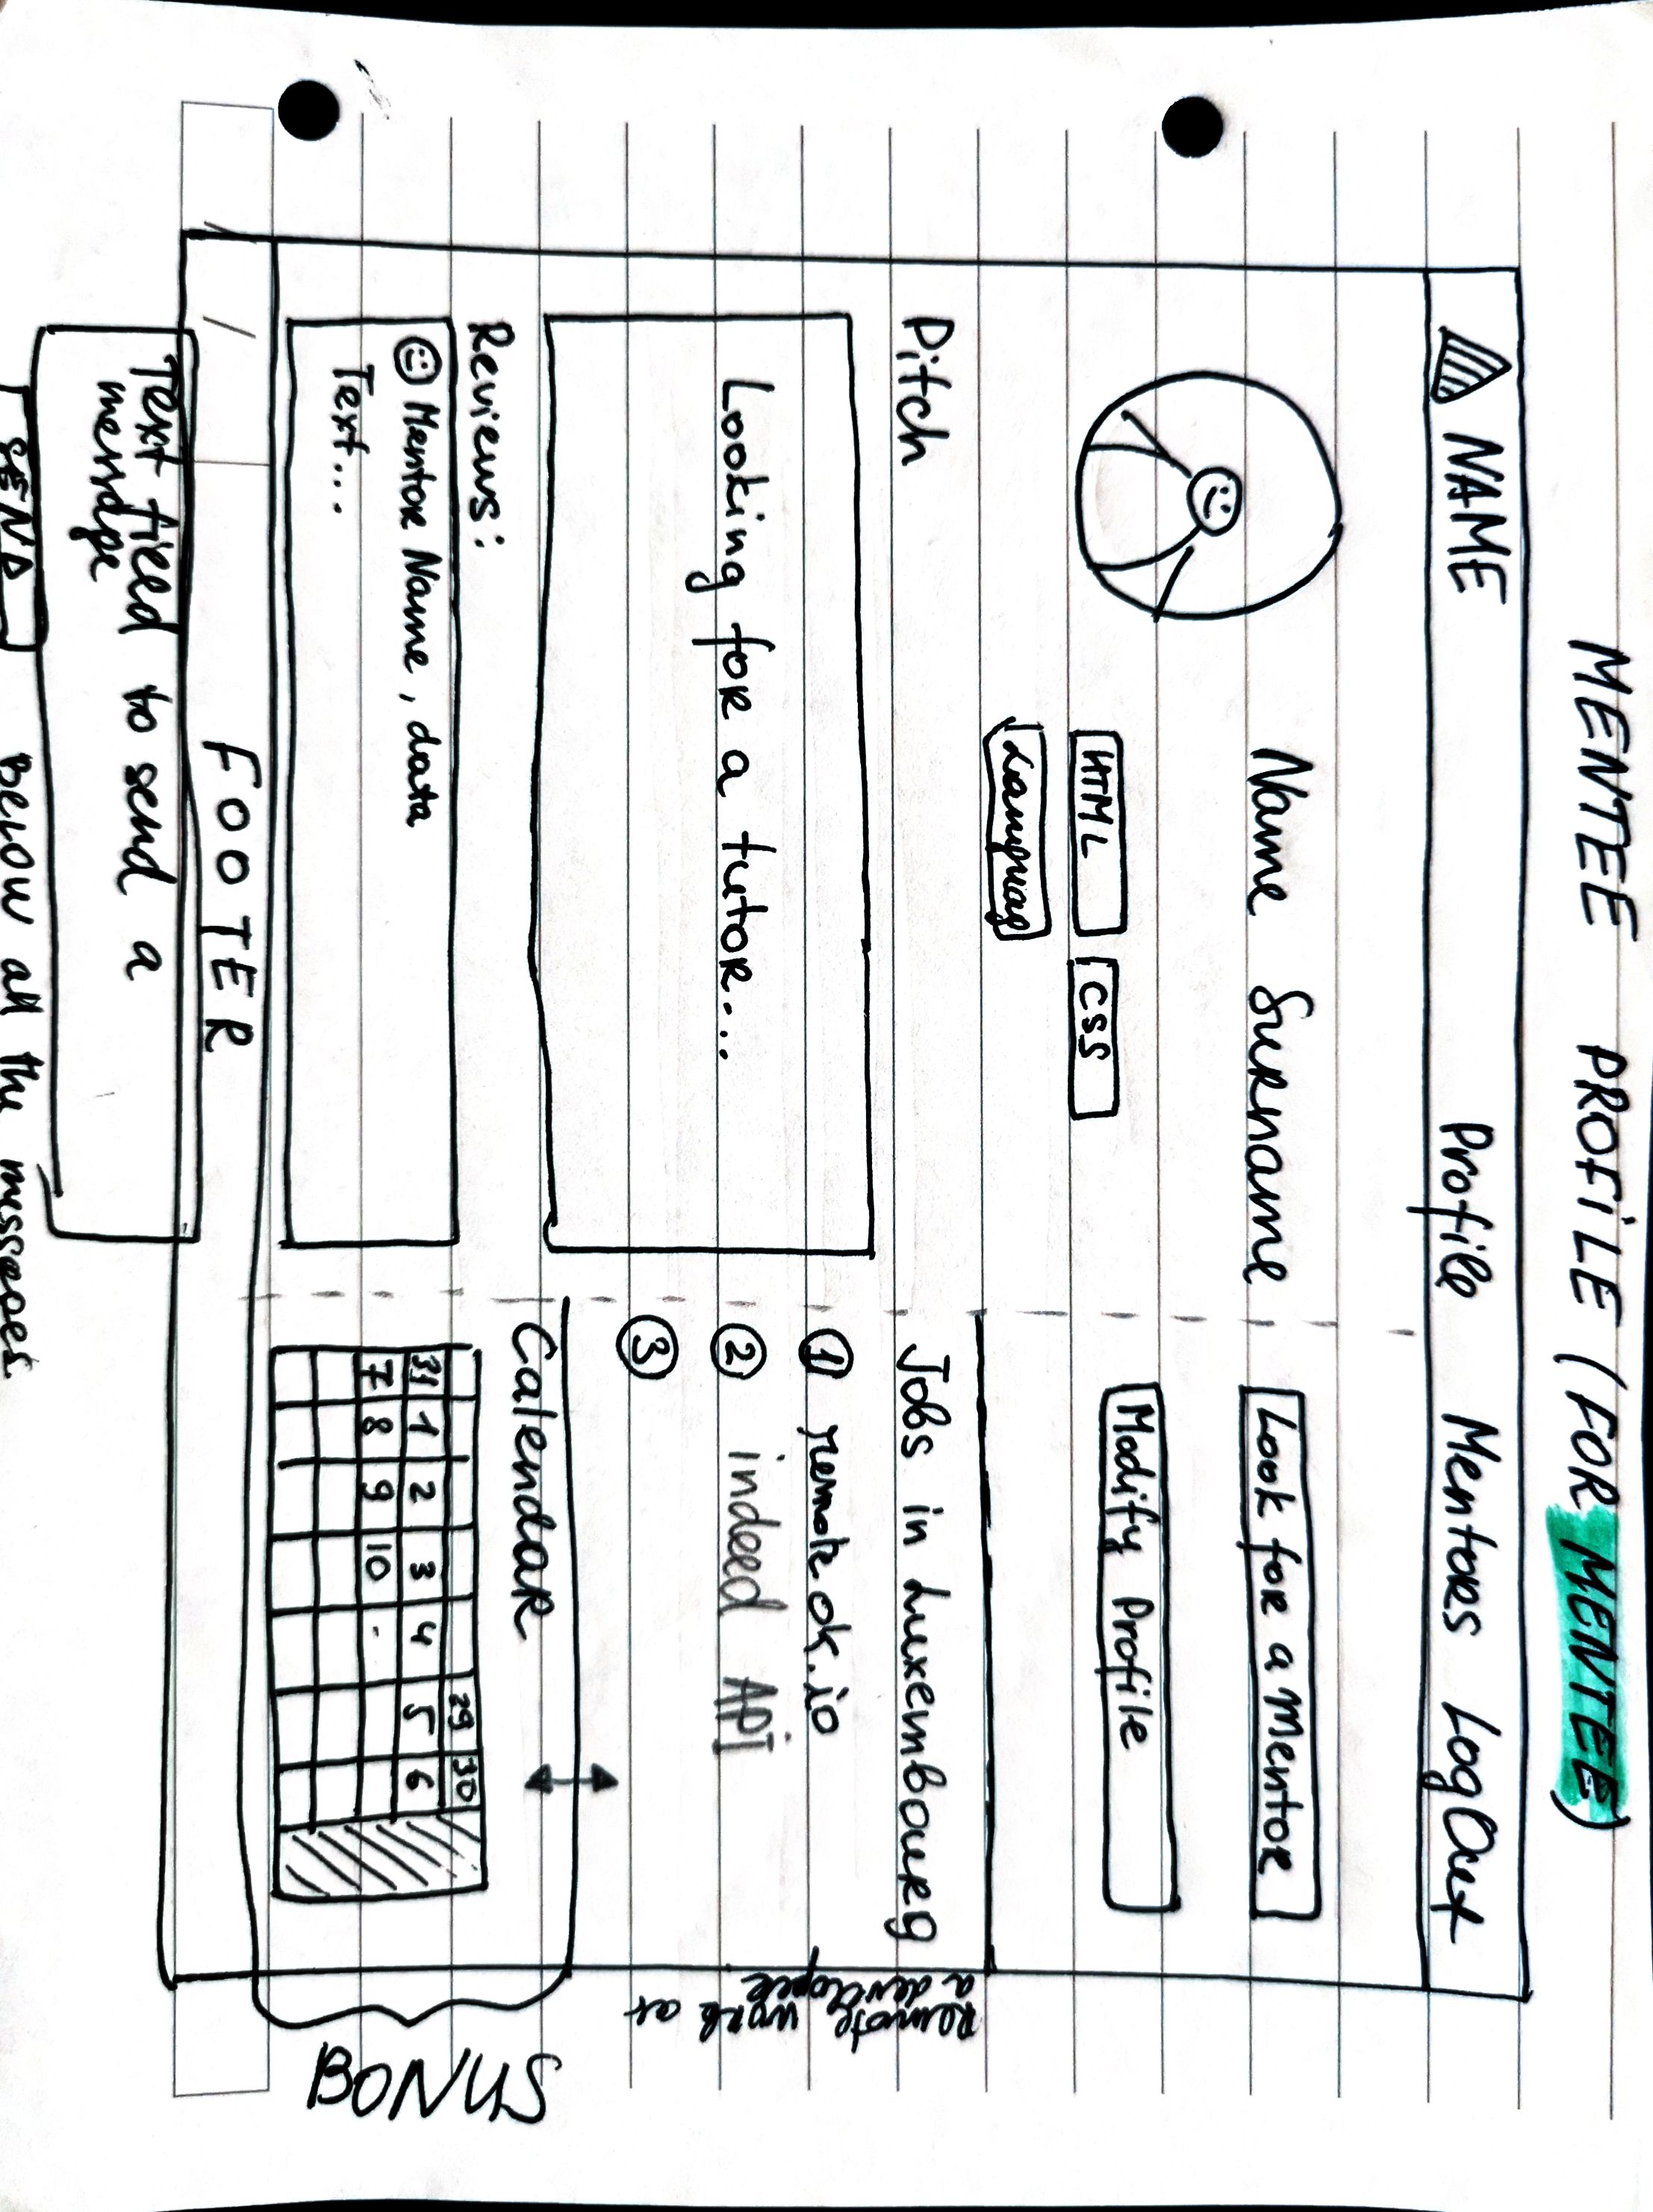 MENTEE PROFILE (FOR MENTEE)
NAME Profile Mentors LogOut
Name Surname
HTML CSS
Look for a Mentor
Modify Profile
Pitch
Looking for a tutor...
Reviews:
Mentor Name, data
Text...
Jobs in Luxembourg
1 remote ok.io
2 indeed API
3
Remote work as
a developer
Calendar
29 30
31 1 2 3 4 5 6
7 8 9 10 .
BONUS
FOOTER
Text field to send a
message
SEND
Below all the messages